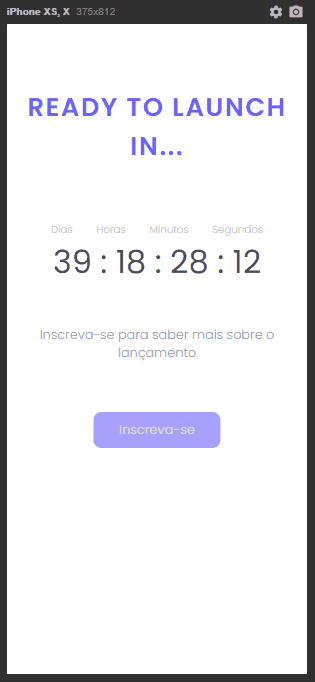 iPhone XS, X 375x812
READY TO LAUNCH
IN...
Dias Horas Minutos Segundos
39 : 18 : 28 : 12
Inscreva-se para saber mais sobre o
lançamento
Inscreva-se